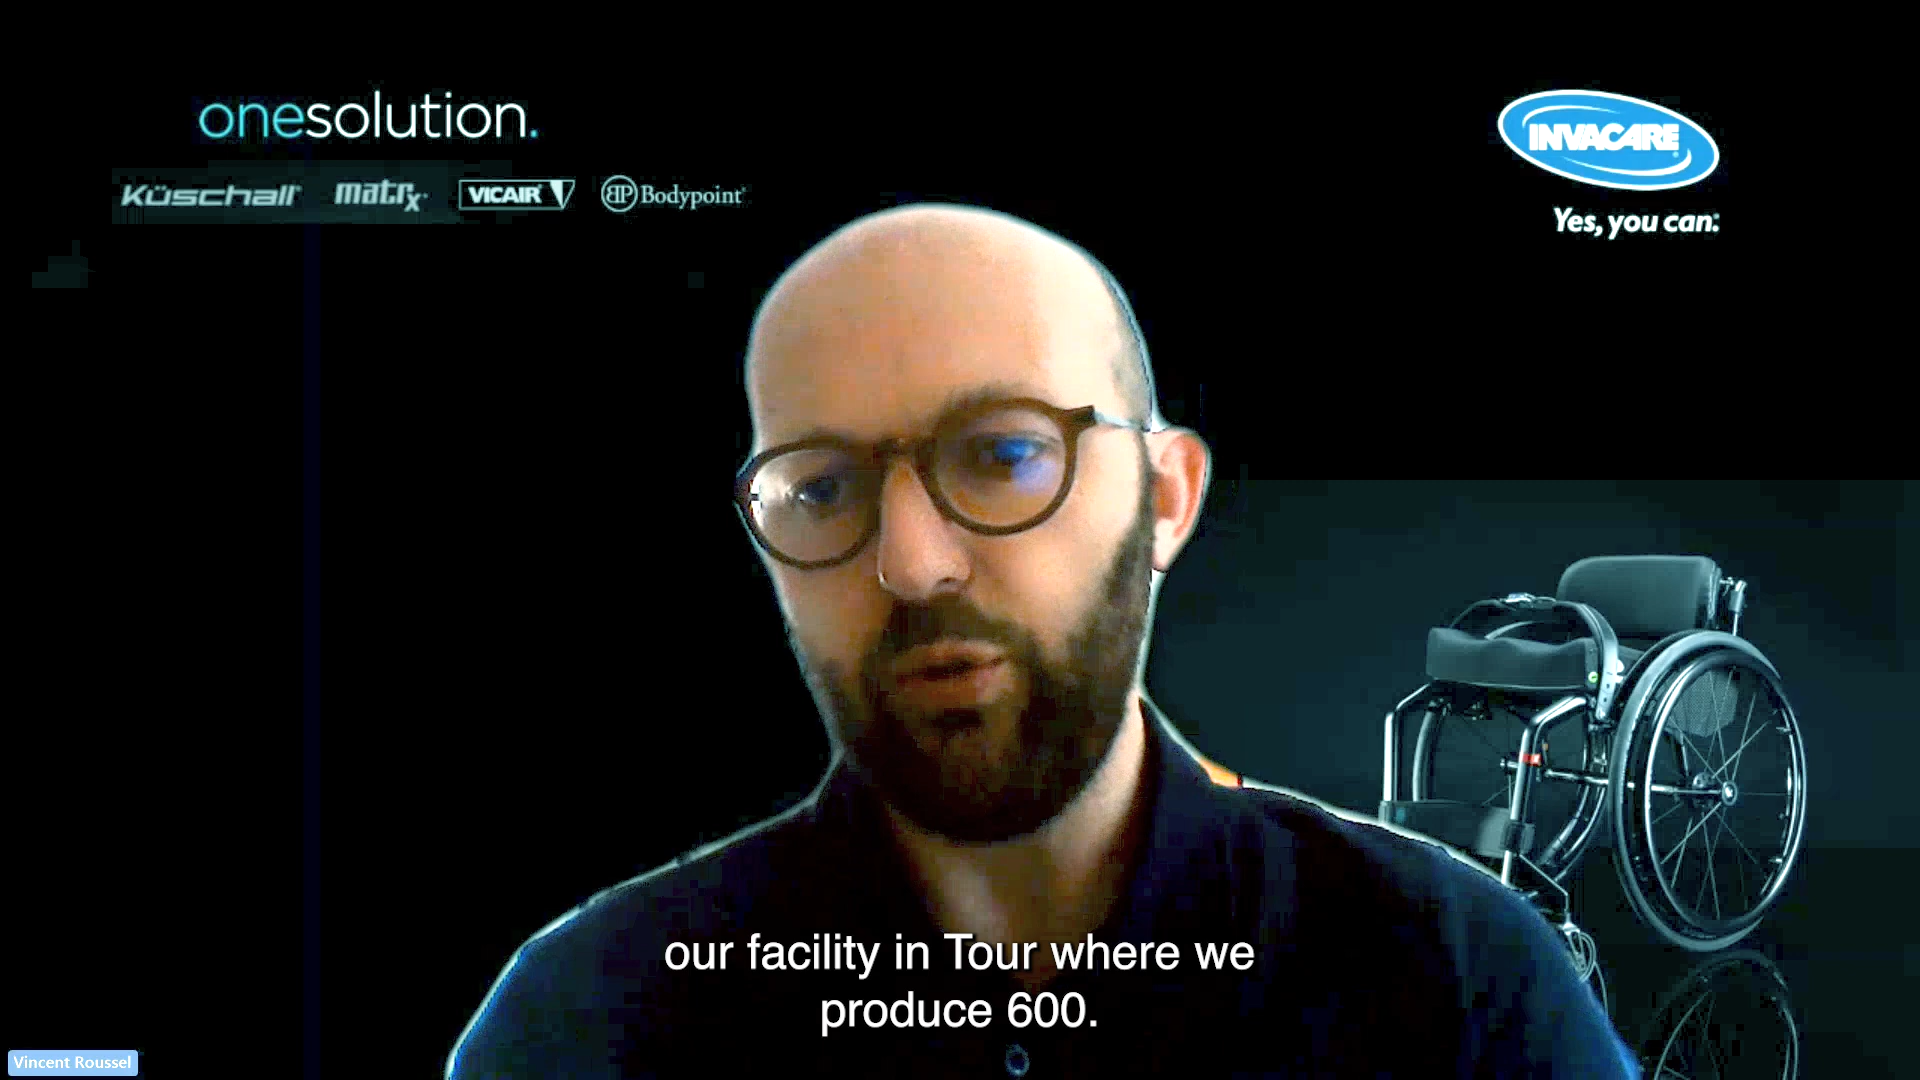 onesolution.
Küschall® matrx® VICAIR® BP Bodypoint®
INVACARE®
Yes, you can.®
our facility in Tour where we
produce 600.
Vincent Roussel